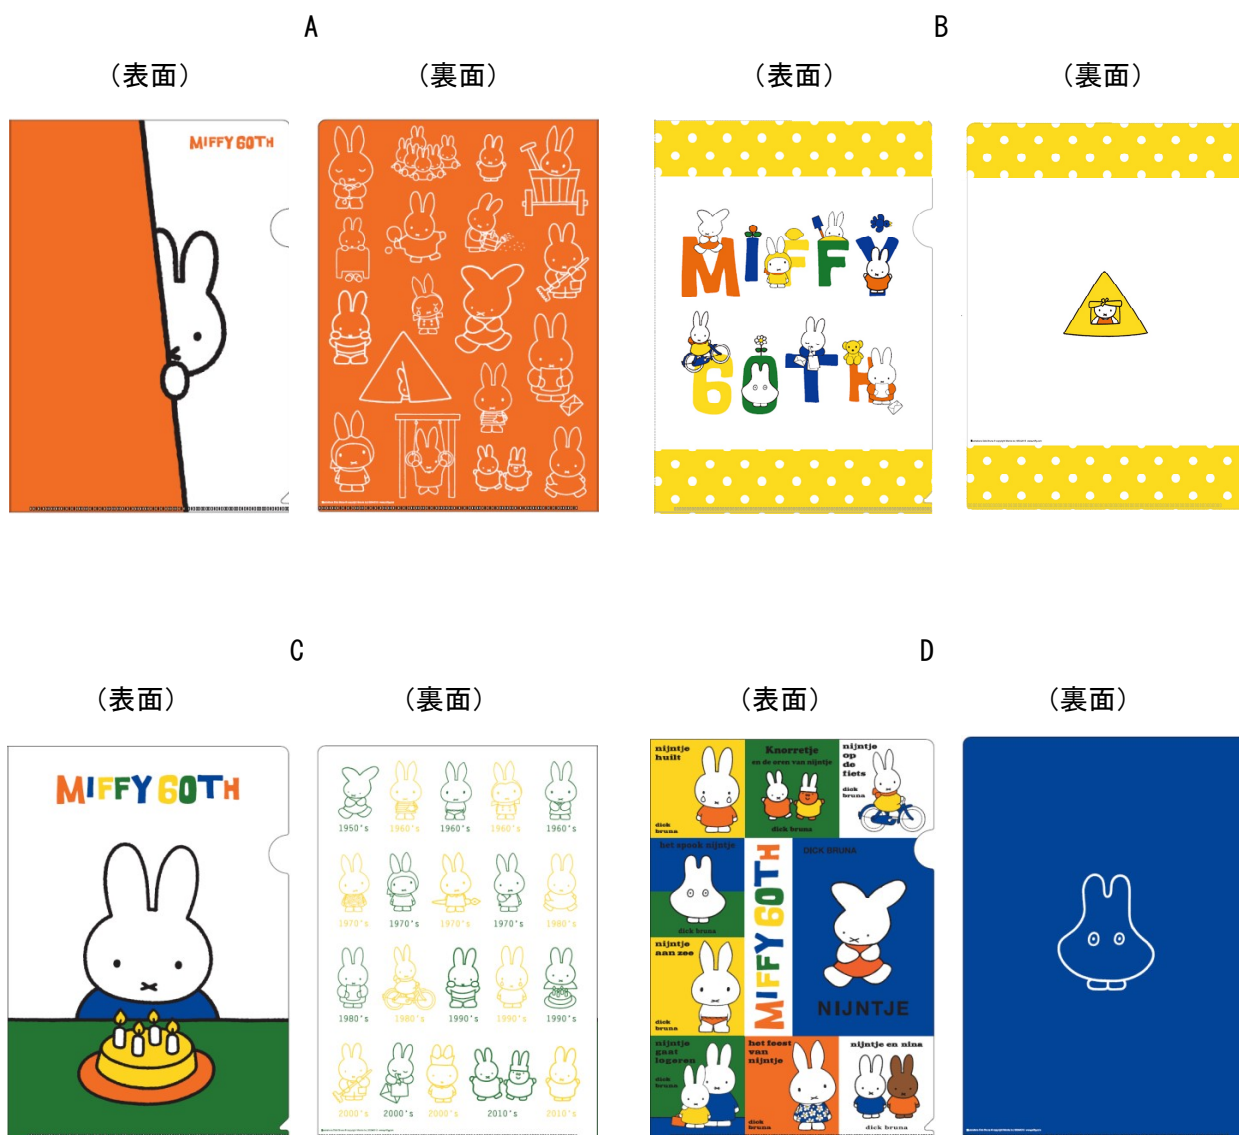 A
B
(表面)
(裏面)
(表面)
(裏面)
MIFFY 60TH
MIFFY
60TH
C
D
(表面)
(裏面)
(表面)
(裏面)
MIFFY 60TH
1950's 1960's 1960's 1960's 1960's
1970's 1970's 1970's 1970's 1980's
1980's 1980's 1990's 1990's 1990's
2000's 2000's 2000's 2010's 2010's
nijntje
huilt
dick
bruna
Knorretje
en de oren van nijntje
dick bruna
nijntje
op
de
fiets
dick
bruna
het spook nijntje
dick bruna
MIFFY 60TH
DICK BRUNA
NIJNTJE
nijntje
aan zee
dick
bruna
nijntje
gaat
logeren
dick
bruna
het feest
van
nijntje
dick
bruna
nijntje en nina
dick bruna